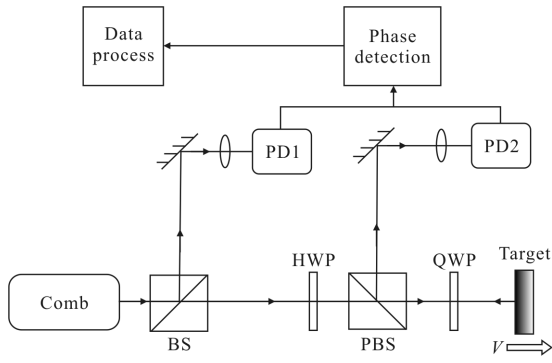 Data
process
Phase
detection
PD1
PD2
HWP
QWP
Target
Comb
BS
PBS
V